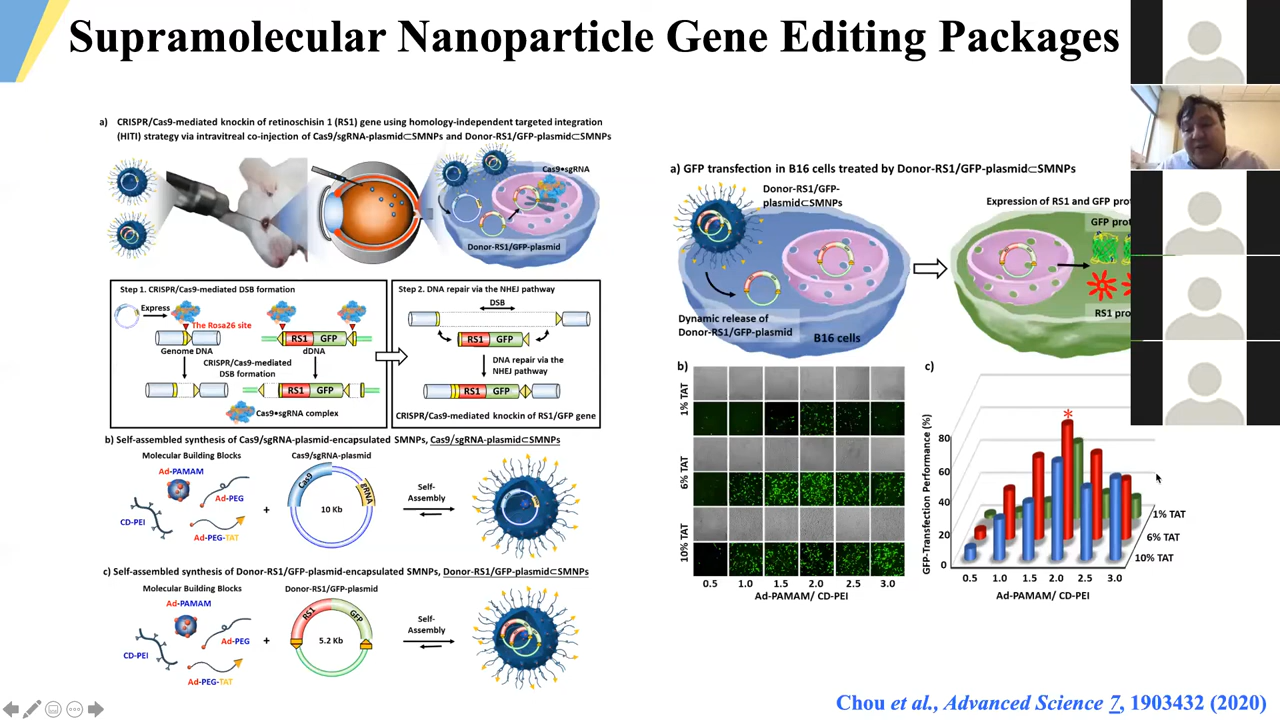 Supramolecular Nanoparticle Gene Editing Packages
a) CRISPR/Cas9-mediated knockin of retinoschisin 1 (RS1) gene using homology-independent targeted integration
(HITI) strategy via intravitreal co-injection of Cas9/sgRNA-plasmid⊂SMNPs and Donor-RS1/GFP-plasmid⊂SMNPs
Cas9•sgRNA
Donor-RS1/GFP-plasmid
Step 1. CRISPR/Cas9-mediated DSB formation
Express
The Rosa26 site
RS1 GFP
Genome DNA
dDNA
CRISPR/Cas9-mediated
DSB formation
RS1 GFP
Cas9•sgRNA complex
Step 2. DNA repair via the NHEJ pathway
DSB
RS1 GFP
DNA repair via the
NHEJ pathway
RS1 GFP
CRISPR/Cas9-mediated knockin of RS1/GFP gene
b) Self-assembled synthesis of Cas9/sgRNA-plasmid-encapsulated SMNPs, Cas9/sgRNA-plasmid⊂SMNPs
Molecular Building Blocks
Cas9/sgRNA-plasmid
Ad-PAMAM
Ad-PEG
CD-PEI
Ad-PEG-TAT
+
Cas9
gRNA
10 Kb
Self-
Assembly
c) Self-assembled synthesis of Donor-RS1/GFP-plasmid-encapsulated SMNPs, Donor-RS1/GFP-plasmid⊂SMNPs
Molecular Building Blocks
Donor-RS1/GFP-plasmid
Ad-PAMAM
Ad-PEG
CD-PEI
Ad-PEG-TAT
+
RS1
GFP
5.2 Kb
Self-
Assembly
a) GFP transfection in B16 cells treated by Donor-RS1/GFP-plasmid⊂SMNPs
Donor-RS1/GFP-
plasmid⊂SMNPs
Dynamic release of
Donor-RS1/GFP-plasmid
B16 cells
Expression of RS1 and GFP prot
GFP prot
RS1 pro
b)
1% TAT
6% TAT
10% TAT
0.5 1.0 1.5 2.0 2.5 3.0
Ad-PAMAM/ CD-PEI
c)
GFP-Transfection Performance (%)
80
60
40
20
0
*
1% TAT
6% TAT
10% TAT
0.5 1.0 1.5 2.0 2.5 3.0
Ad-PAMAM/ CD-PEI
Chou et al., Advanced Science 7, 1903432 (2020)